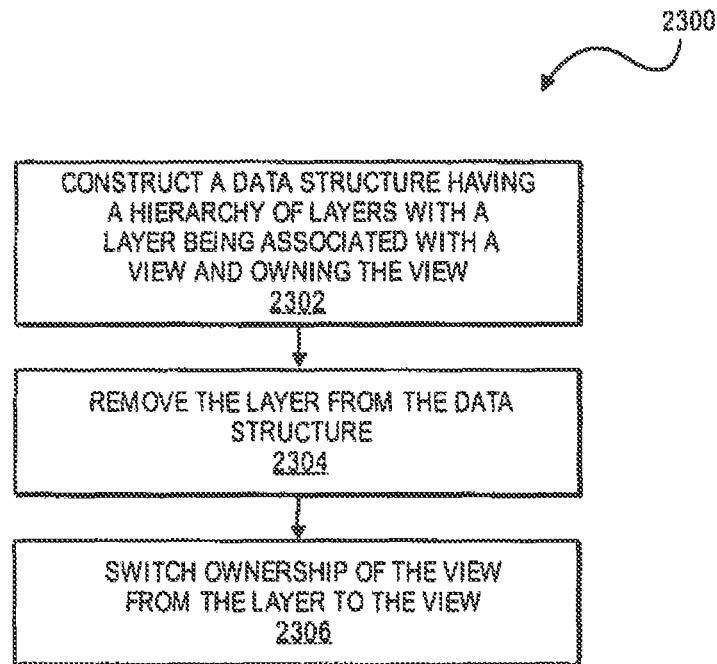 2300
CONSTRUCT A DATA STRUCTURE HAVING
A HIERARCHY OF LAYERS WITH A
LAYER BEING ASSOCIATED WITH A
VIEW AND OWNING THE VIEW
2302
REMOVE THE LAYER FROM THE DATA
STRUCTURE
2304
SWITCH OWNERSHIP OF THE VIEW
FROM THE LAYER TO THE VIEW
2306